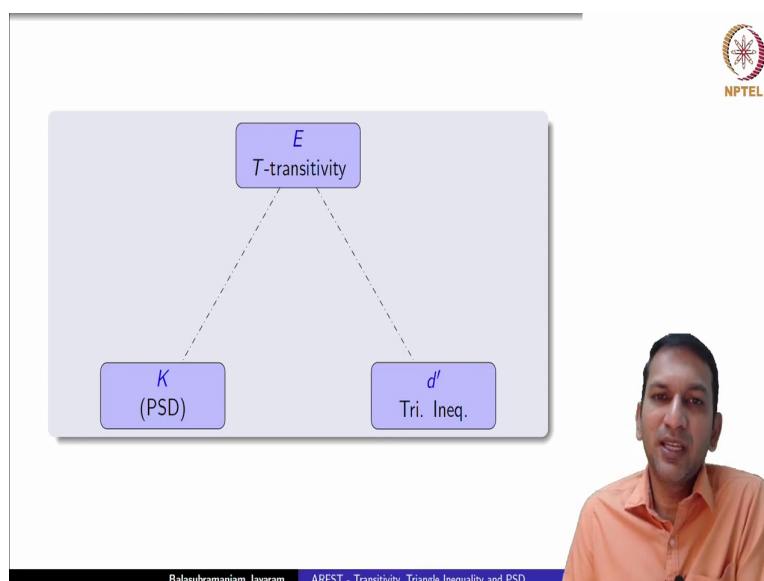 NPTEL
E
T-transitivity
K
(PSD)
d'
Tri. Ineq.
Balasubramaniam Jayaram AREST - Transitivity, Triangle Inequality and PSD